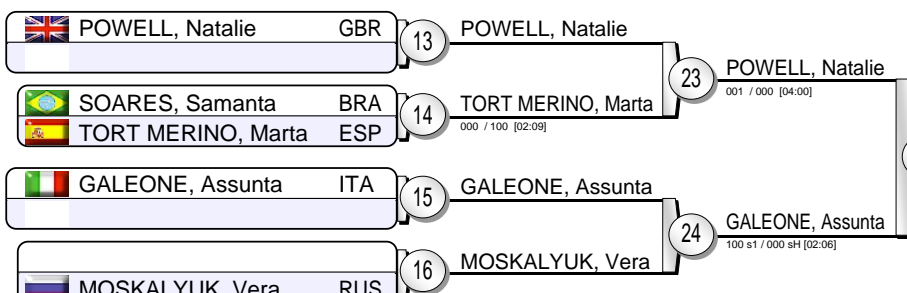 POWELL, Natalie GBR
13
POWELL, Natalie
23
POWELL, Natalie
001 / 000 [04:00]
SOARES, Samanta BRA
TORT MERINO, Marta ESP
14
TORT MERINO, Marta
000 / 100 [02:09]
GALEONE, Assunta ITA
15
GALEONE, Assunta
24
GALEONE, Assunta
100 s1 / 000 sH [02:06]
16
MOSKALYUK, Vera
MOSKALYUK, Vera RUS